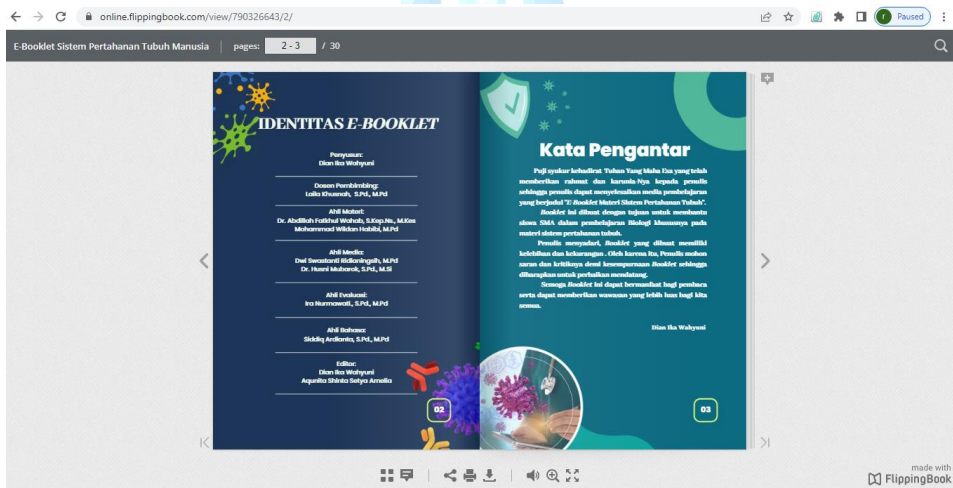 online.flippingbook.com/view/790326643/2/
r Paused
E-Booklet Sistem Pertahanan Tubuh Manusia
pages: 2 - 3 / 30
IDENTITAS E-BOOKLET
Penyusun:
Dian Ika Wahyuni
Dosen Pembimbing:
Laila Khusnah, S.Pd., M.Pd
Ahli Materi:
Dr. Abdillah Fatkhul Wahab, S.Kep.Ns., M.Kes
Mohammad Wildan Habibi, M.Pd
Ahli Media:
Dwi Swastanti Ridianingsih, M.Pd
Dr. Husni Mubarok, S.Pd., M.Si
Ahli Evaluasi:
Ira Nurmawati, S.Pd., M.Pd
Ahli Bahasa:
Siddiq Ardianta, S.Pd., M.Pd
Editor:
Dian Ika Wahyuni
Aqunita Shinta Setya Amelia
02
Kata Pengantar
Puji syukur kehadirat Tuhan Yang Maha Esa yang telah
memberikan rahmat dan karunia-Nya kepada penulis
sehingga penulis dapat menyelesaikan media pembelajaran
yang berjudul "E-Booklet Materi Sistem Pertahanan Tubuh".
Booklet ini dibuat dengan tujuan untuk membantu
siswa SMA dalam pembelajaran Biologi khususnya pada
materi sistem pertahanan tubuh.
Penulis menyadari, Booklet yang dibuat memiliki
kelebihan dan kekurangan . Oleh karena itu, Penulis mohon
saran dan kritiknya demi kesempurnaan Booklet sehingga
diharapkan untuk perbaikan mendatang.
Semoga Booklet ini dapat bermanfaat bagi pembaca
serta dapat memberikan wawasan yang lebih luas bagi kita
semua.
Dian Ika Wahyuni
03
made with
FlippingBook